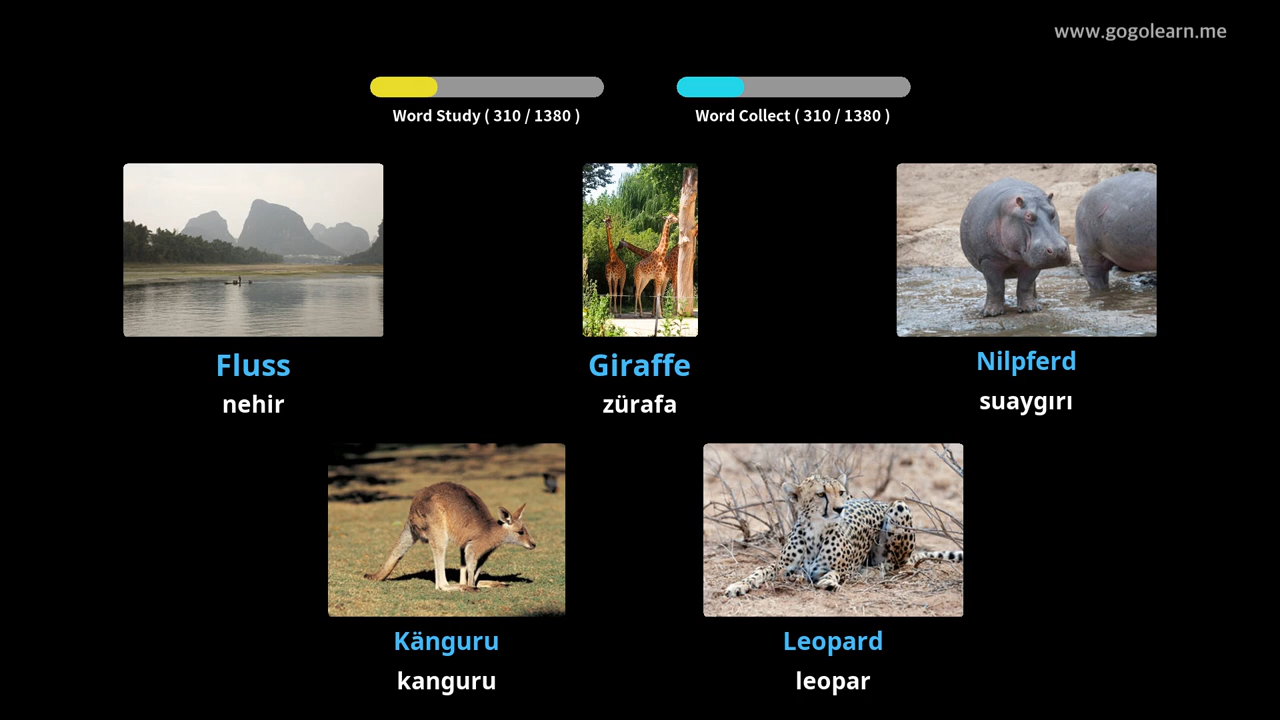 www.gogolearn.me
Word Study ( 310 / 1380 )
Word Collect ( 310 / 1380 )
Fluss
nehir
Giraffe
zürafa
Nilpferd
suaygırı
Känguru
kanguru
Leopard
leopar